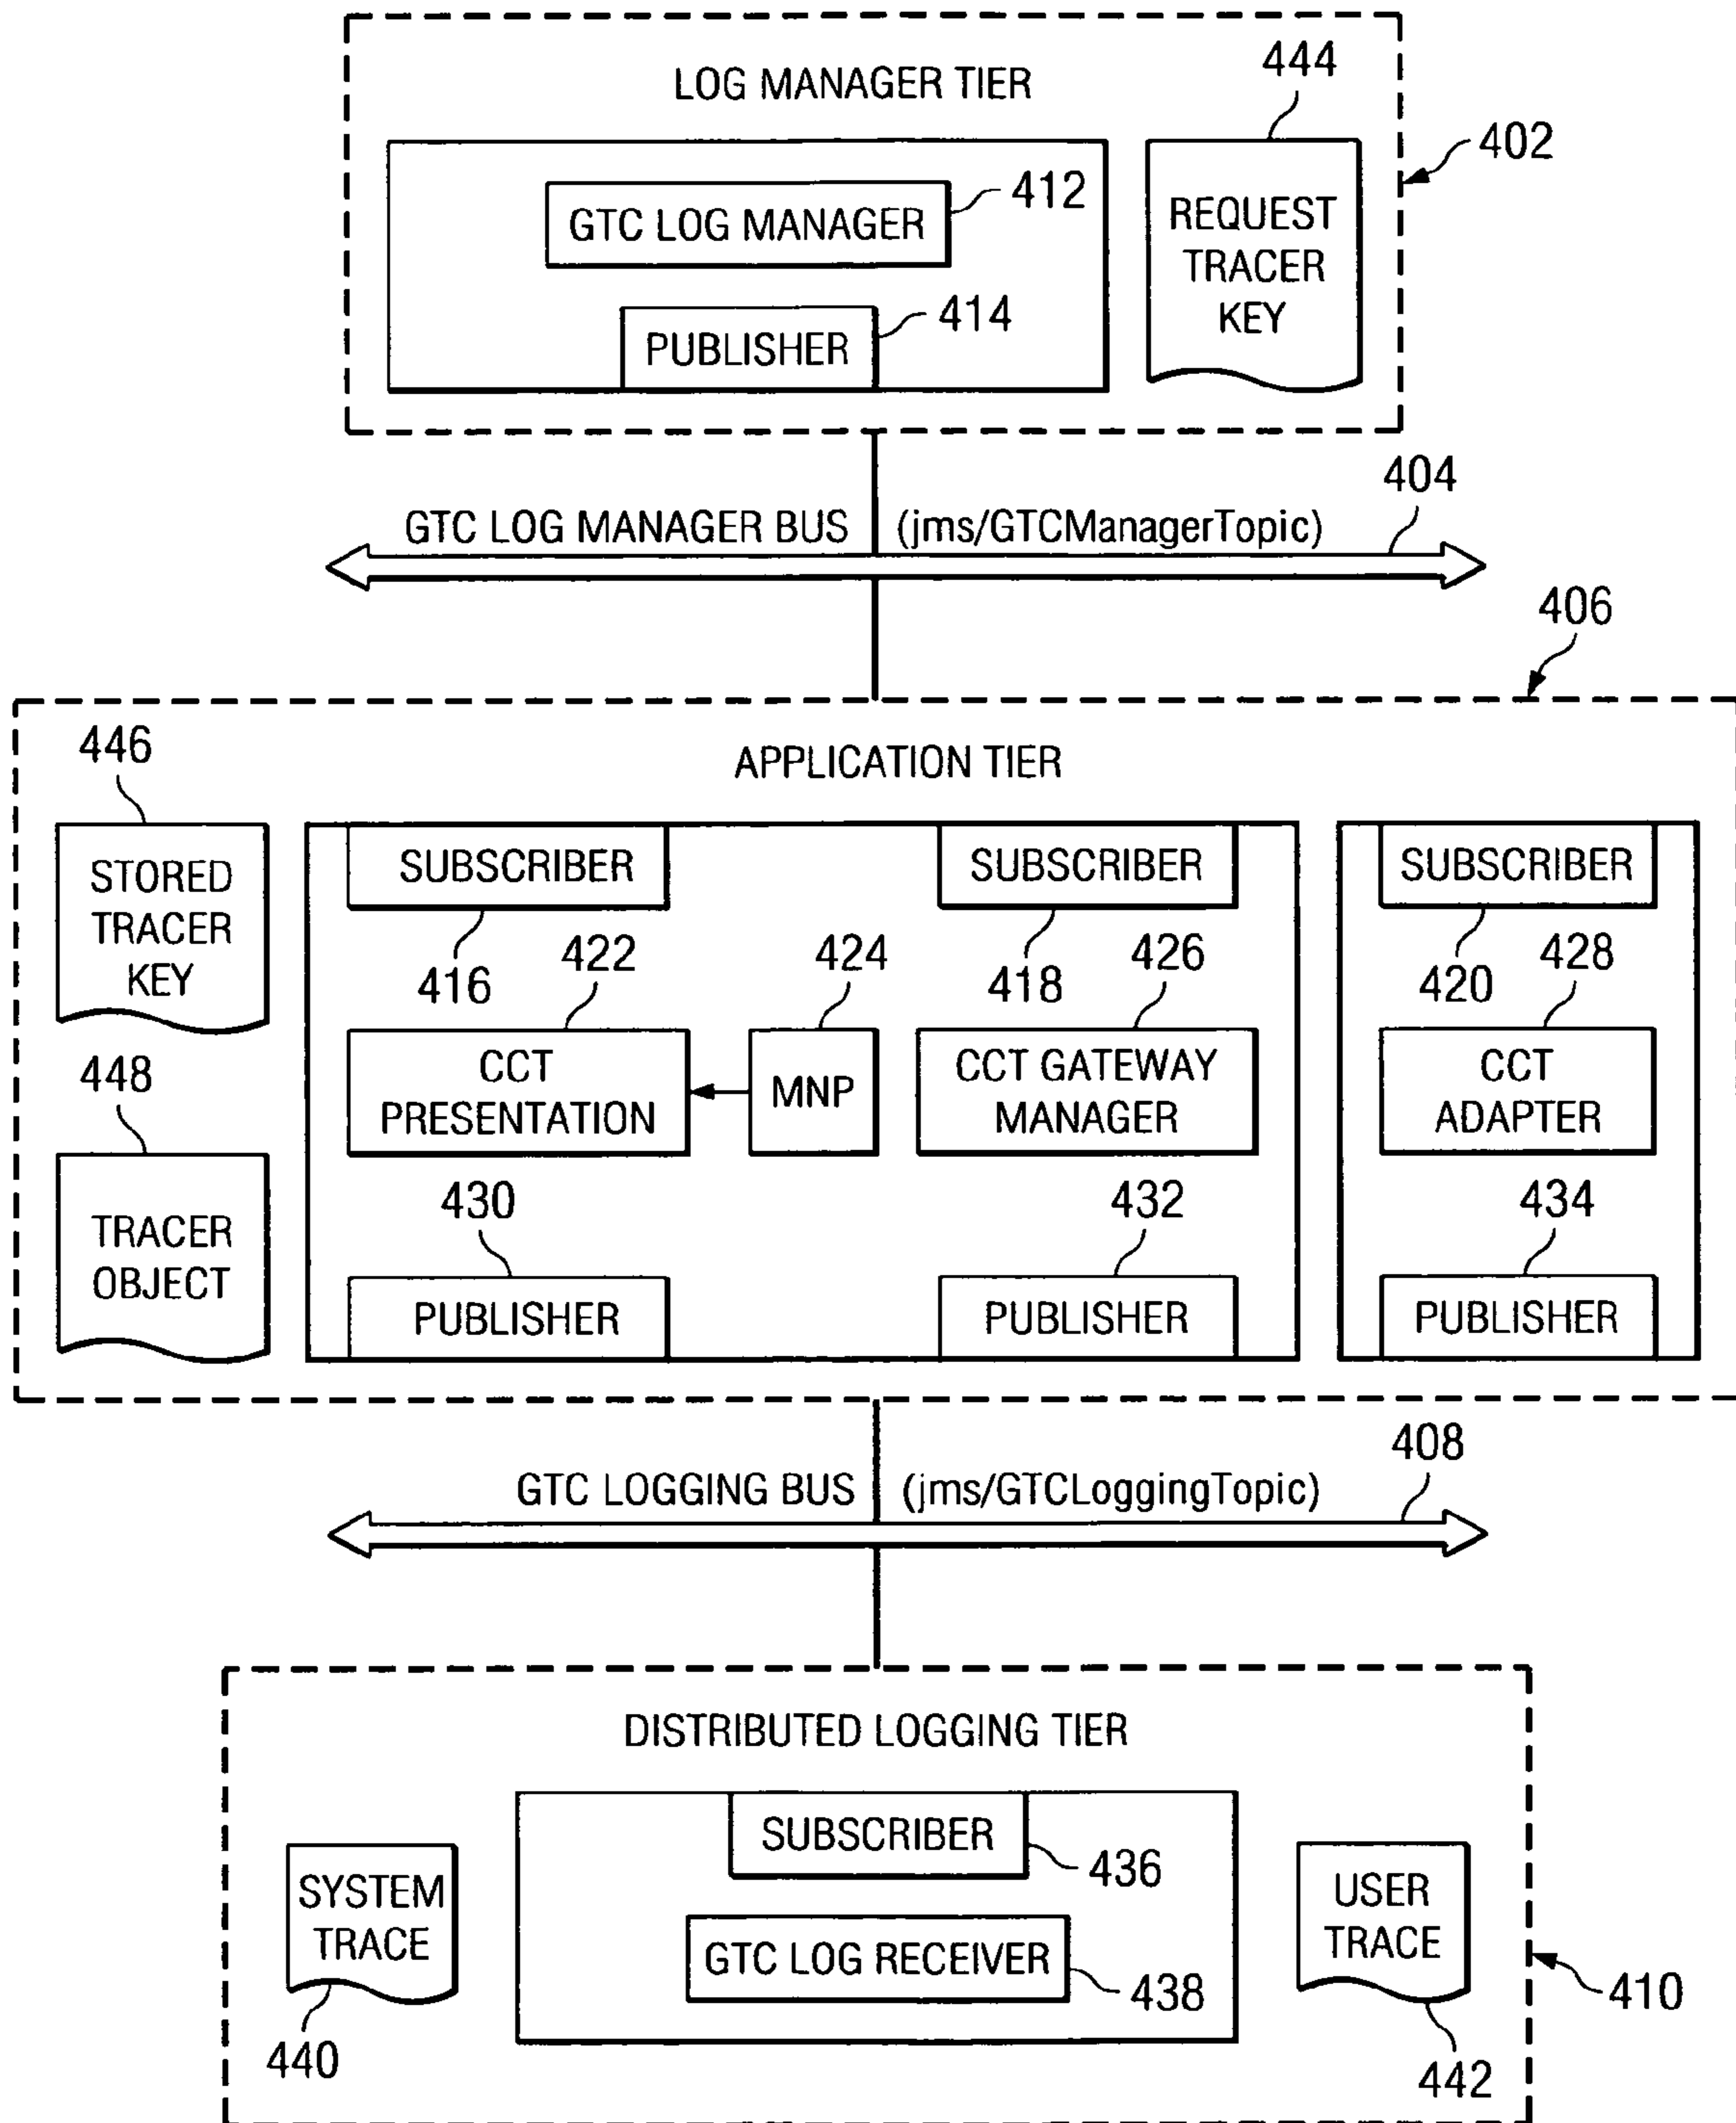 LOG MANAGER TIER
444
402
GTC LOG MANAGER
412
REQUEST
TRACER
KEY
PUBLISHER
414
404
GTC LOG MANAGER BUS (jms/GTCManagerTopic)
406
APPLICATION TIER
446
STORED
TRACER
KEY
SUBSCRIBER
SUBSCRIBER
SUBSCRIBER
416
422
424
418
426
420
428
CCT
PRESENTATION
MNP
CCT GATEWAY
MANAGER
CCT
ADAPTER
448
TRACER
OBJECT
430
432
434
PUBLISHER
PUBLISHER
PUBLISHER
408
GTC LOGGING BUS (jms/GTCLoggingTopic)
DISTRIBUTED LOGGING TIER
SUBSCRIBER
436
SYSTEM
TRACE
440
GTC LOG RECEIVER
438
USER
TRACE
442
410